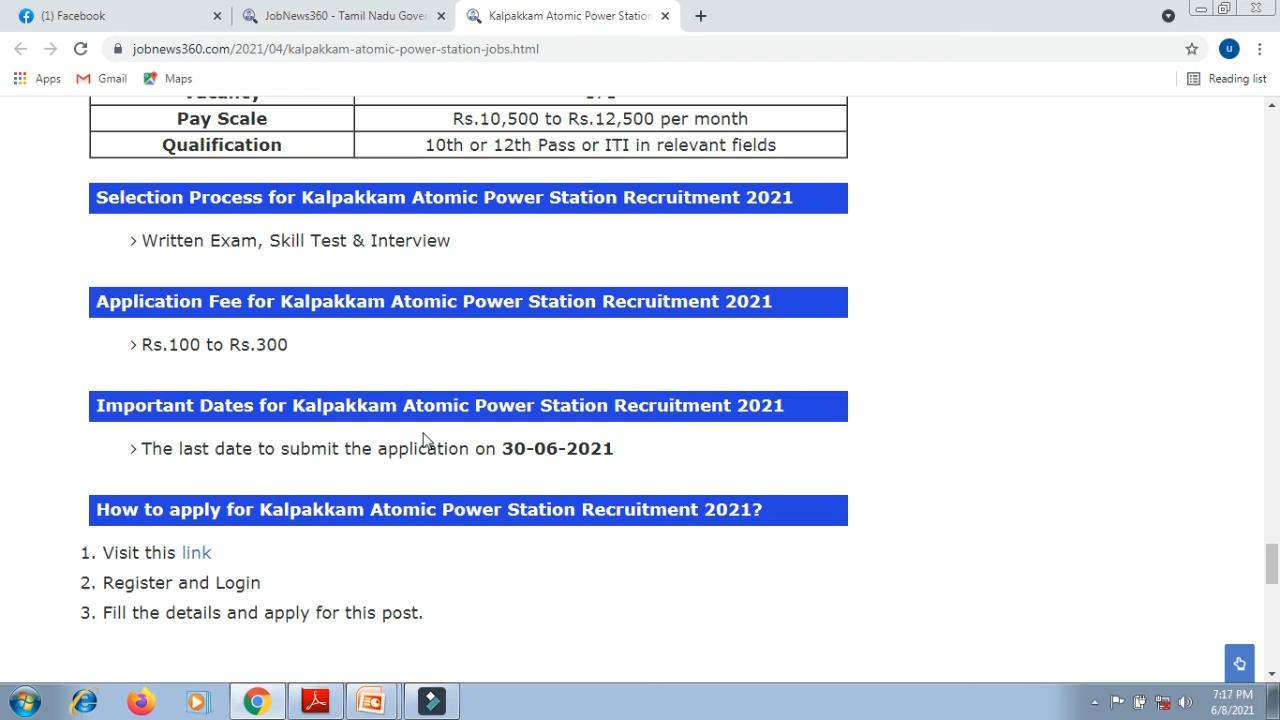 (1) Facebook
JobNews360 - Tamil Nadu Gover
Kalpakkam Atomic Power Station
jobnews360.com/2021/04/kalpakkam-atomic-power-station-jobs.html
u
Apps
Gmail
Maps
Reading list
Vacancy
Pay Scale Rs.10,500 to Rs.12,500 per month
Qualification 10th or 12th Pass or ITI in relevant fields
Selection Process for Kalpakkam Atomic Power Station Recruitment 2021
Written Exam, Skill Test & Interview
Application Fee for Kalpakkam Atomic Power Station Recruitment 2021
Rs.100 to Rs.300
Important Dates for Kalpakkam Atomic Power Station Recruitment 2021
The last date to submit the application on 30-06-2021
How to apply for Kalpakkam Atomic Power Station Recruitment 2021?
1. Visit this link
2. Register and Login
3. Fill the details and apply for this post.
7:17 PM
6/8/2021